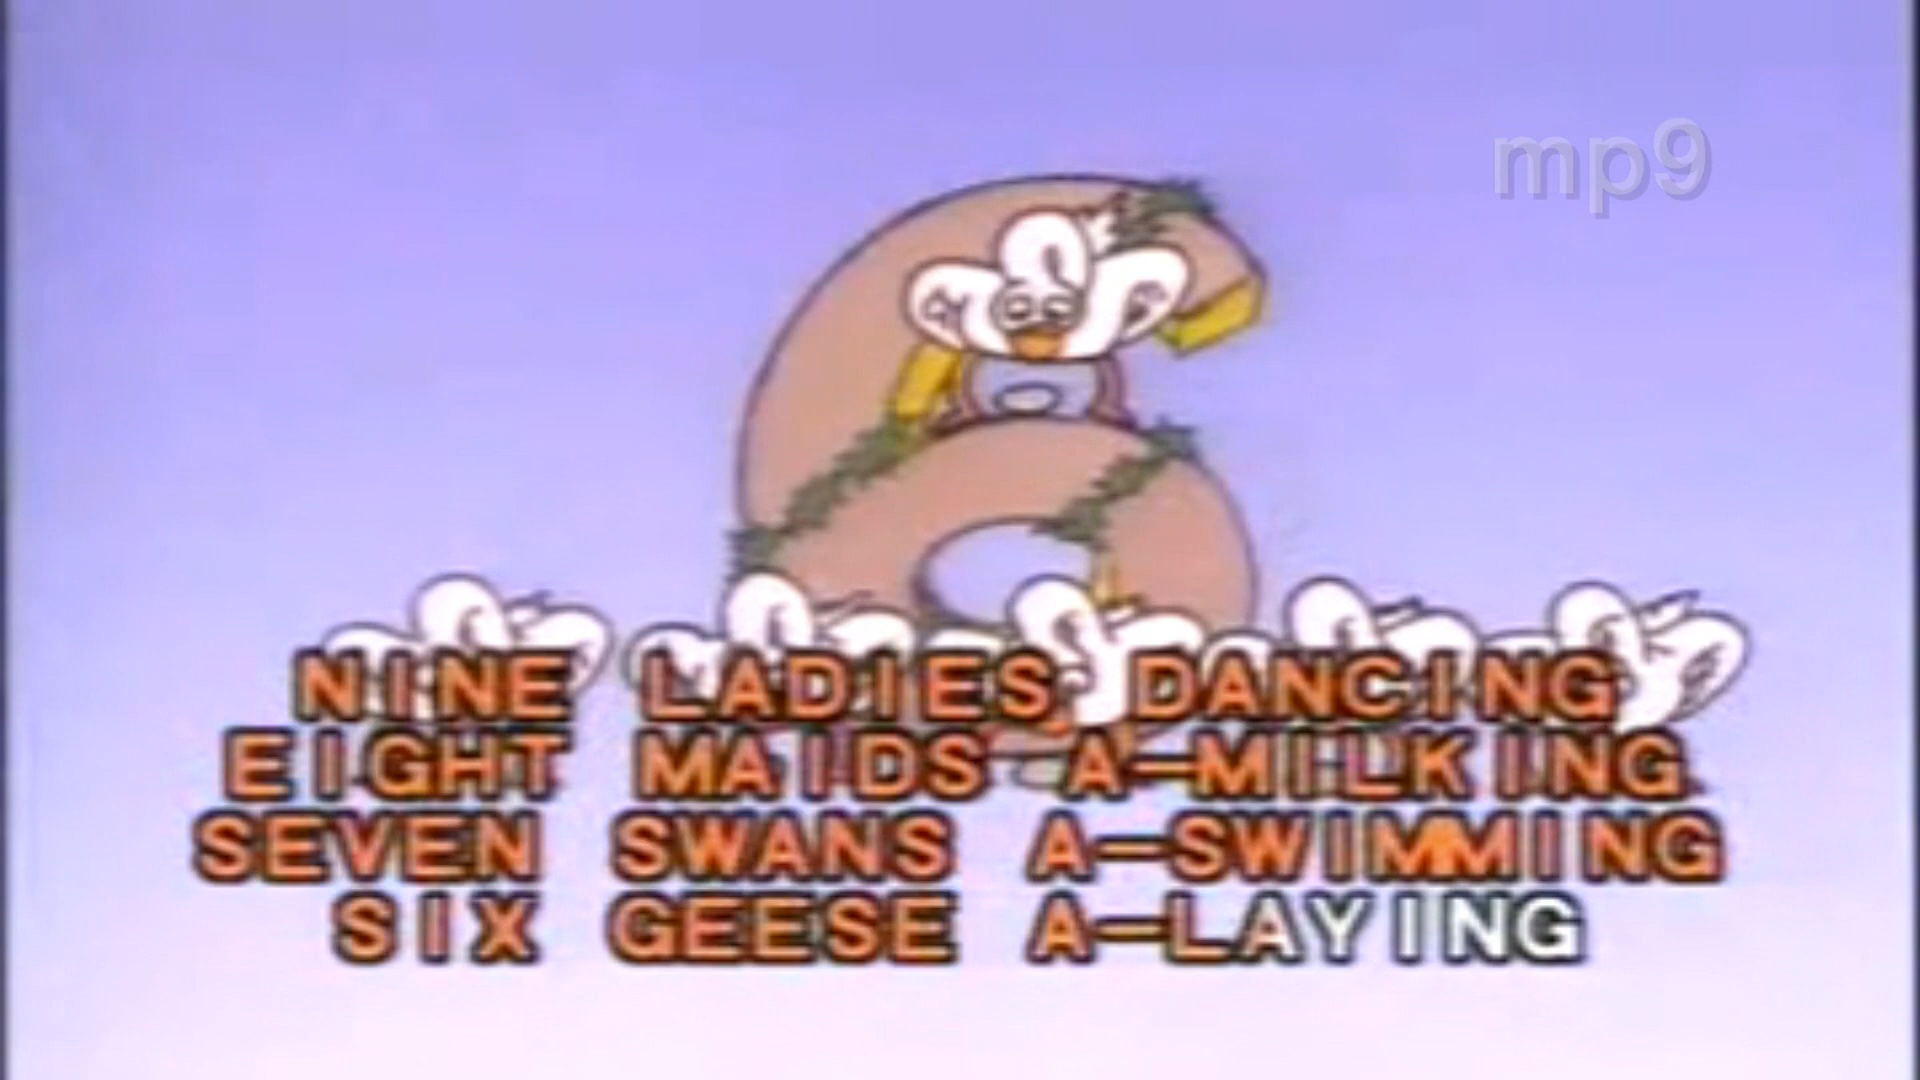 mp9
NINE LADIES DANCING
EIGHT MAIDS A-MILKING
SEVEN SWANS A-SWIMMING
SIX GEESE A-LAYING